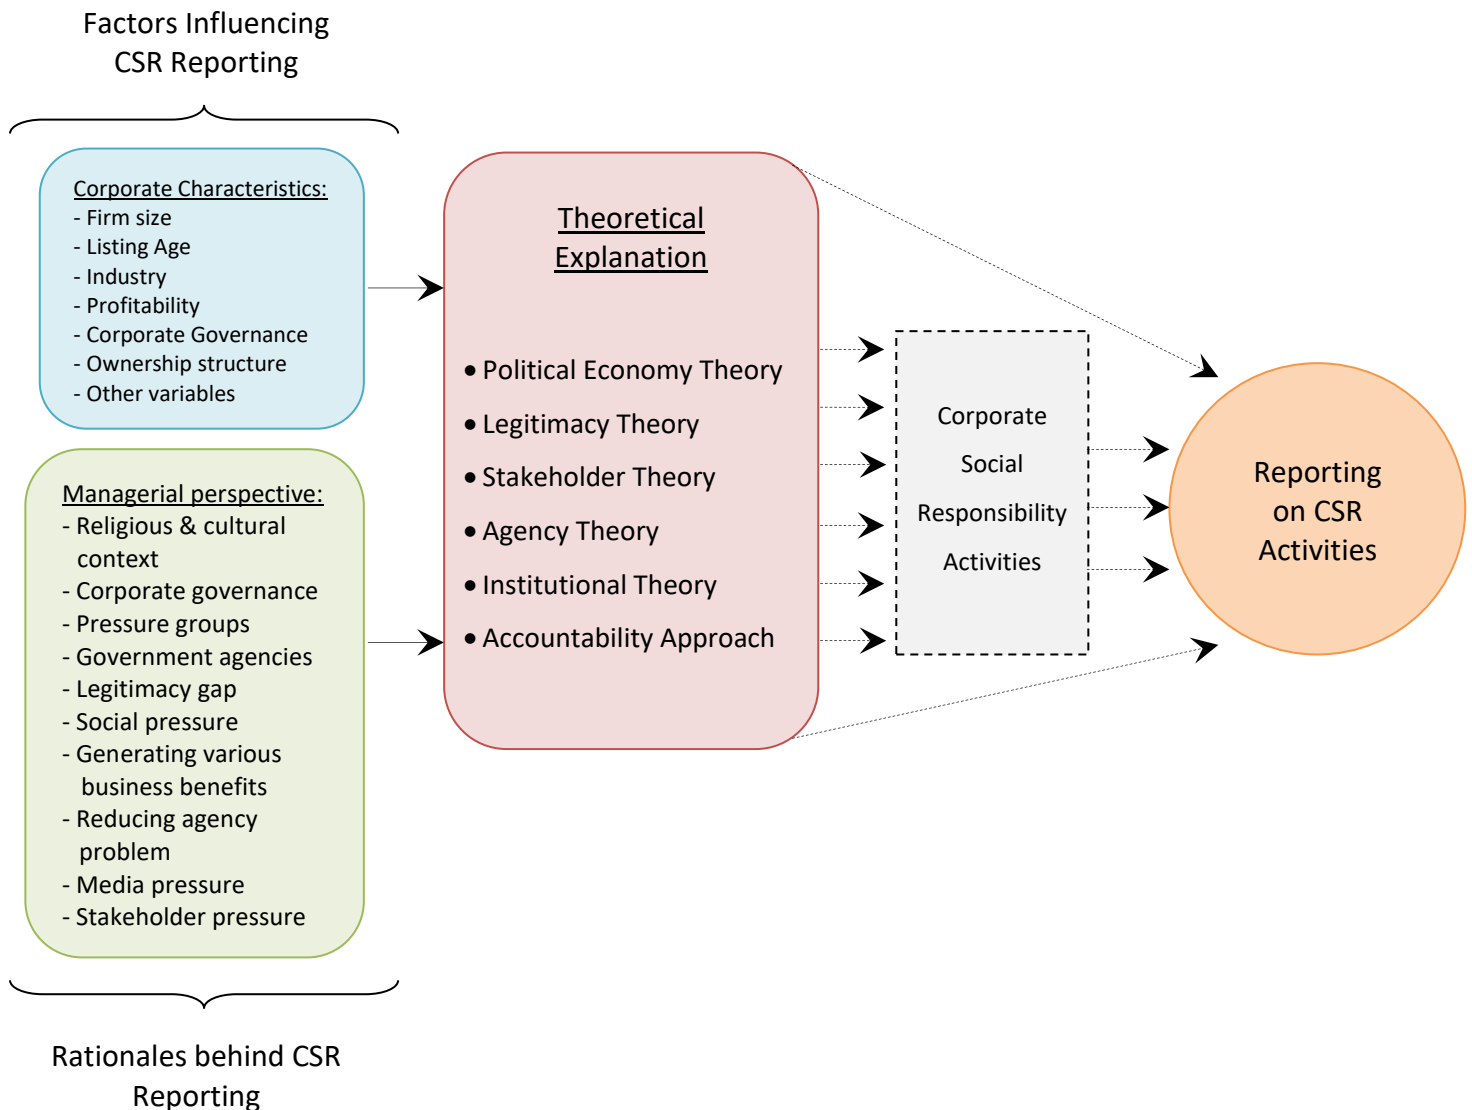 Factors Influencing
CSR Reporting
Corporate Characteristics:
- Firm size
- Listing Age
- Industry
- Profitability
- Corporate Governance
- Ownership structure
- Other variables
Managerial perspective:
- Religious & cultural
context
- Corporate governance
- Pressure groups
- Government agencies
- Legitimacy gap
- Social pressure
- Generating various
business benefits
- Reducing agency
problem
- Media pressure
- Stakeholder pressure
Rationales behind CSR
Reporting
Theoretical
Explanation
• Political Economy Theory
• Legitimacy Theory
• Stakeholder Theory
• Agency Theory
• Institutional Theory
• Accountability Approach
Corporate
Social
Responsibility
Activities
Reporting
on CSR
Activities